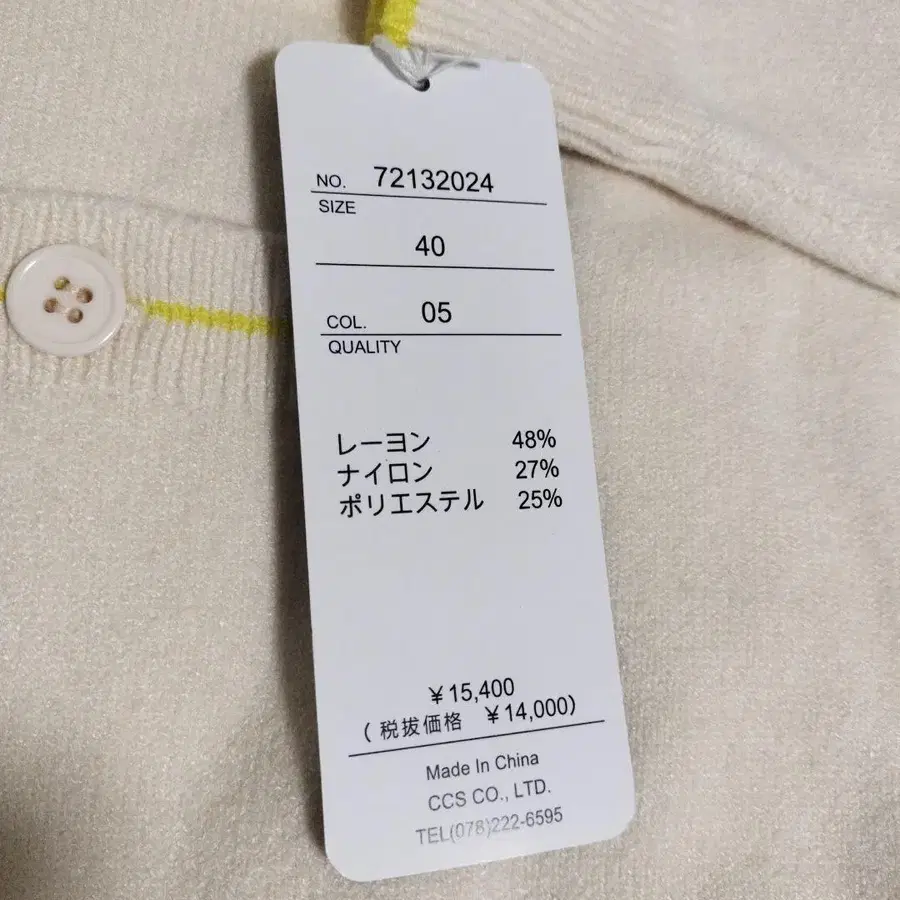 NO. 72132024
SIZE
40
COL. 05
QUALITY
レーヨン 48%
ナイロン 27%
ポリエステル 25%
¥15,400
(税抜価格 ¥14,000)
Made In China
CCS CO., LTD.
TEL(078)222-6595